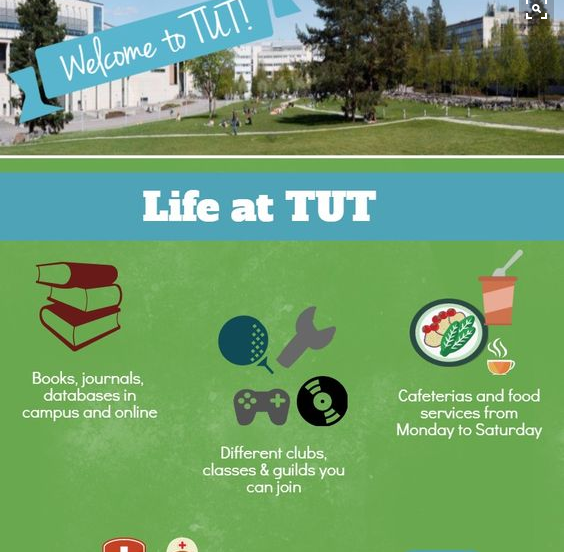 Welcome to TUT!
Life at TUT
Books, journals,
databases in
campus and online
Different clubs,
classes & guilds you
can join
Cafeterias and food
services from
Monday to Saturday